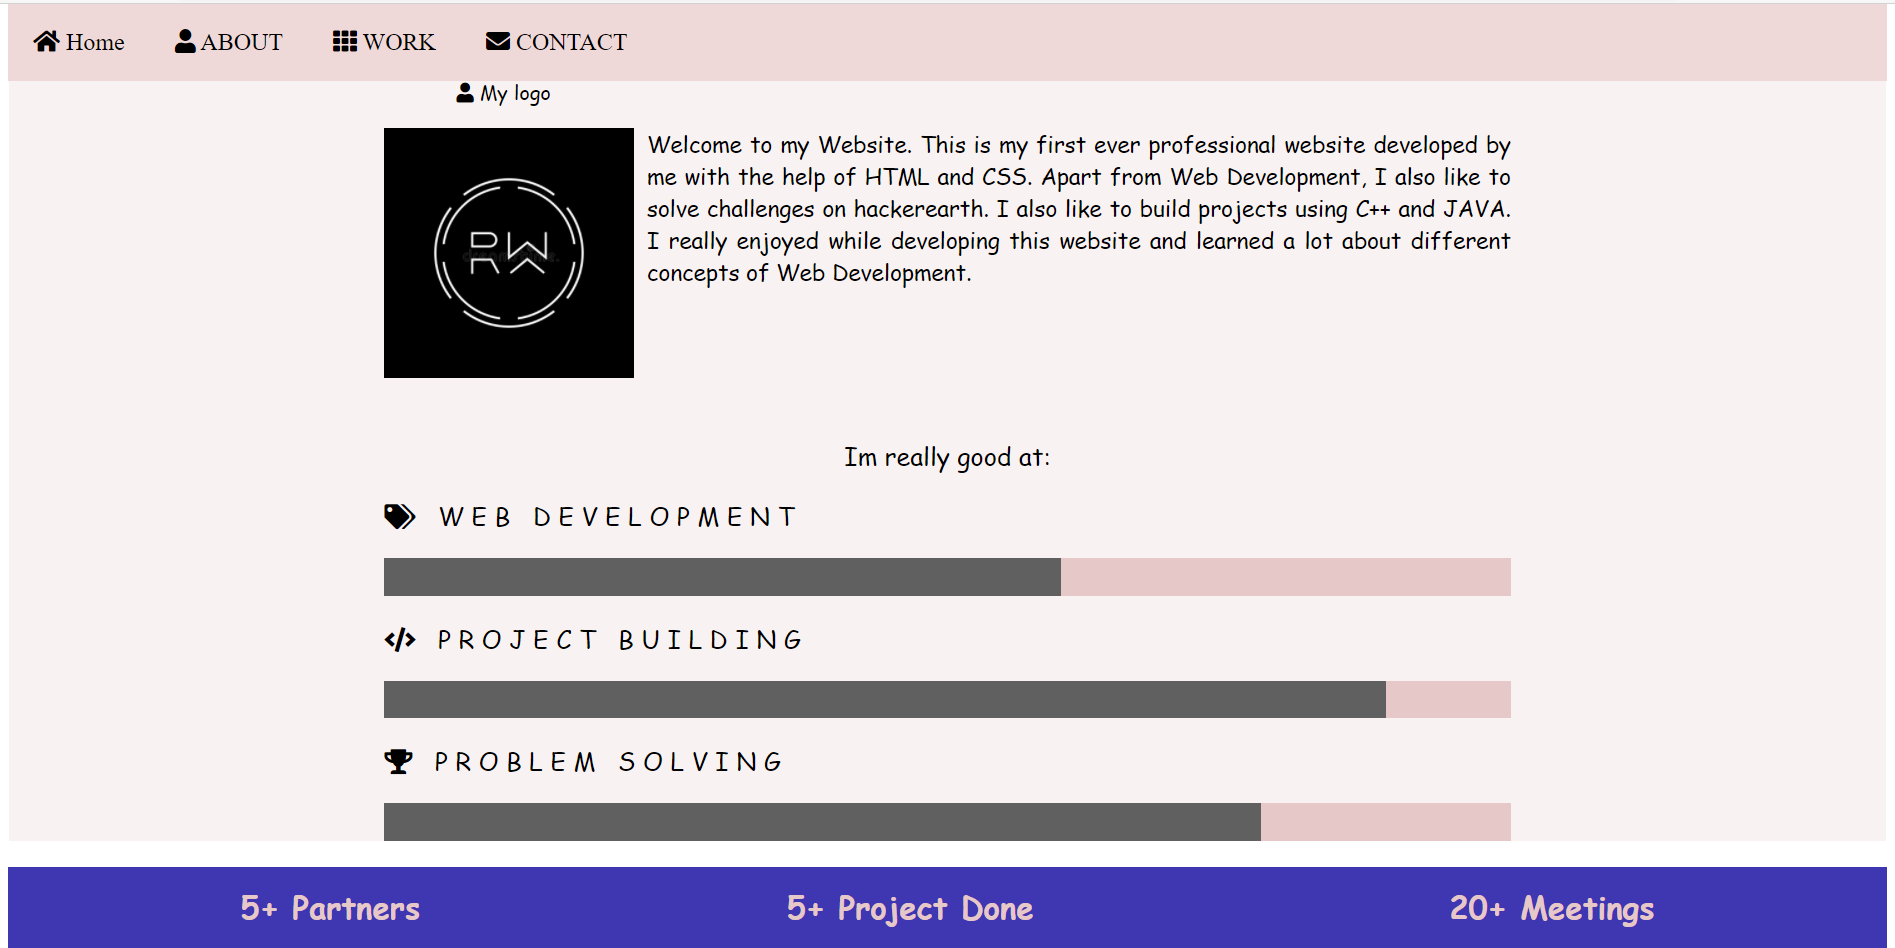 Home ABOUT WORK CONTACT
My logo
RW
Welcome to my Website. This is my first ever professional website developed by
me with the help of HTML and CSS. Apart from Web Development, I also like to
solve challenges on hackerearth. I also like to build projects using C++ and JAVA.
I really enjoyed while developing this website and learned a lot about different
concepts of Web Development.
Im really good at:
WEB DEVELOPMENT
PROJECT BUILDING
PROBLEM SOLVING
5+ Partners 5+ Project Done 20+ Meetings